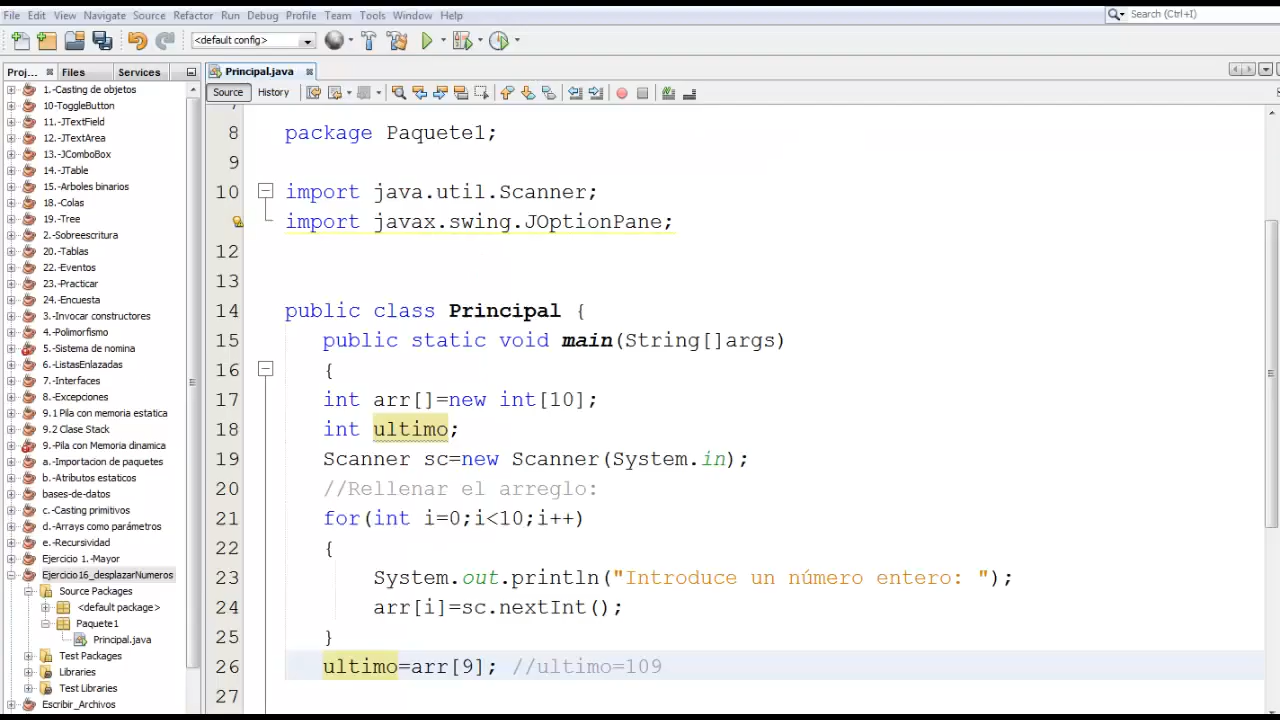 File Edit View Navigate Source Refactor Run Debug Profile Team Tools Window Help
Search (Ctrl+I)
<default config>
Proj... Files Services
Principal.java
Source History
1.-Casting de objetos
10-ToggleButton
11.-JTextField
12.-JTextArea
13.-JComboBox
14.-JTable
15.-Arboles binarios
18.-Colas
19.-Tree
2.-Sobreescritura
20.-Tablas
22.-Eventos
23.-Practicar
24.-Encuesta
3.-Invocar constructores
4.-Polimorfismo
5.-Sistema de nomina
6.-ListasEnlazadas
7.-Interfaces
8.-Excepciones
9.1 Pila con memoria estatica
9.2 Clase Stack
9.-Pila con Memoria dinamica
a.-Importacion de paquetes
b.-Atributos estaticos
bases-de-datos
c.-Casting primitivos
d.-Arrays como parámetros
e.-Recursividad
Ejercicio 1.-Mayor
Ejercicio16_desplazarNumeros
Source Packages
<default package>
Paquete1
Principal.java
Test Packages
Libraries
Test Libraries
Escribir_Archivos
8 package Paquete1;
9
10 import java.util.Scanner;
import javax.swing.JOptionPane;
12
13
14 public class Principal {
15 public static void main(String[]args)
16 {
17 int arr[]=new int[10];
18 int ultimo;
19 Scanner sc=new Scanner(System.in);
20 //Rellenar el arreglo:
21 for(int i=0;i<10;i++)
22 {
23 System.out.println("Introduce un número entero: ");
24 arr[i]=sc.nextInt();
25 }
26 ultimo=arr[9]; //ultimo=109
27